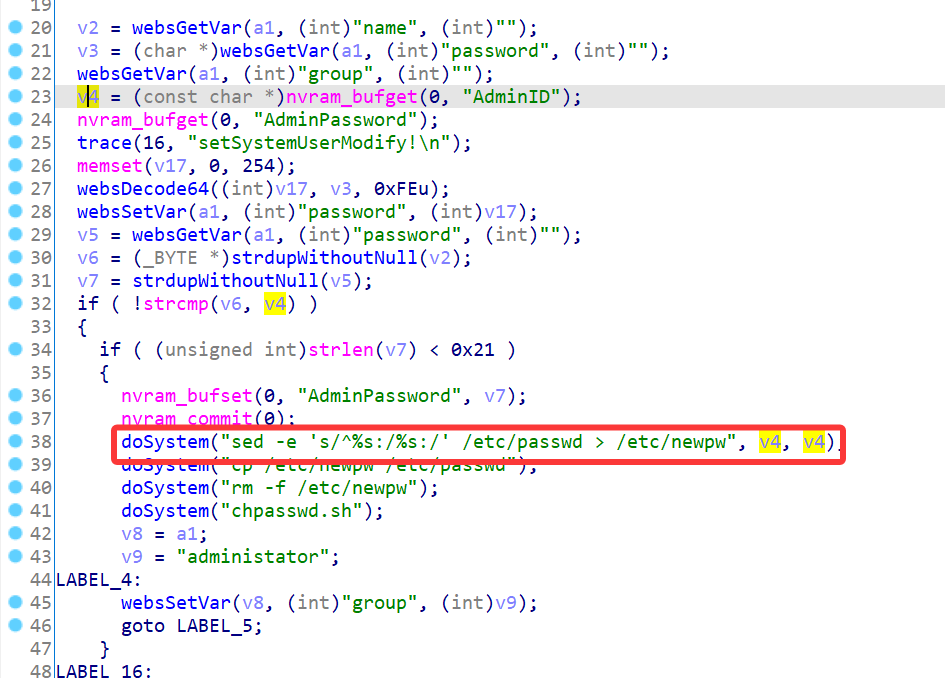 19
20 v2 = websGetVar(a1, (int)"name", (int)"");
21 v3 = (char *)websGetVar(a1, (int)"password", (int)"");
22 websGetVar(a1, (int)"group", (int)"");
23 v4 = (const char *)nvram_bufget(0, "AdminID");
24 nvram_bufget(0, "AdminPassword");
25 trace(16, "setSystemUserModify!\n");
26 memset(v17, 0, 254);
27 websDecode64((int)v17, v3, 0xFEu);
28 websSetVar(a1, (int)"password", (int)v17);
29 v5 = websGetVar(a1, (int)"password", (int)"");
30 v6 = (_BYTE *)strdupWithoutNull(v2);
31 v7 = strdupWithoutNull(v5);
32 if ( !strcmp(v6, v4) )
33 {
34 if ( (unsigned int)strlen(v7) < 0x21 )
35 {
36 nvram_bufset(0, "AdminPassword", v7);
37 nvram_commit(0);
38 doSystem("sed -e 's/^%s:/%s:/' /etc/passwd > /etc/newpw", v4, v4)
39 doSystem("cp /etc/newpw /etc/passwd");
40 doSystem("rm -f /etc/newpw");
41 doSystem("chpasswd.sh");
42 v8 = a1;
43 v9 = "administator";
44 LABEL_4:
45 websSetVar(v8, (int)"group", (int)v9);
46 goto LABEL_5;
47 }
48 LABEL_16: